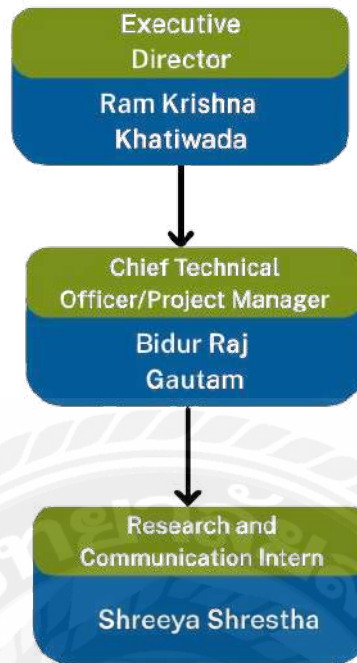 Executive
Director
Ram Krishna
Khatiwada
Chief Technical
Officer/Project Manager
Bidur Raj
Gautam
Research and
Communication Intern
Shreeya Shrestha